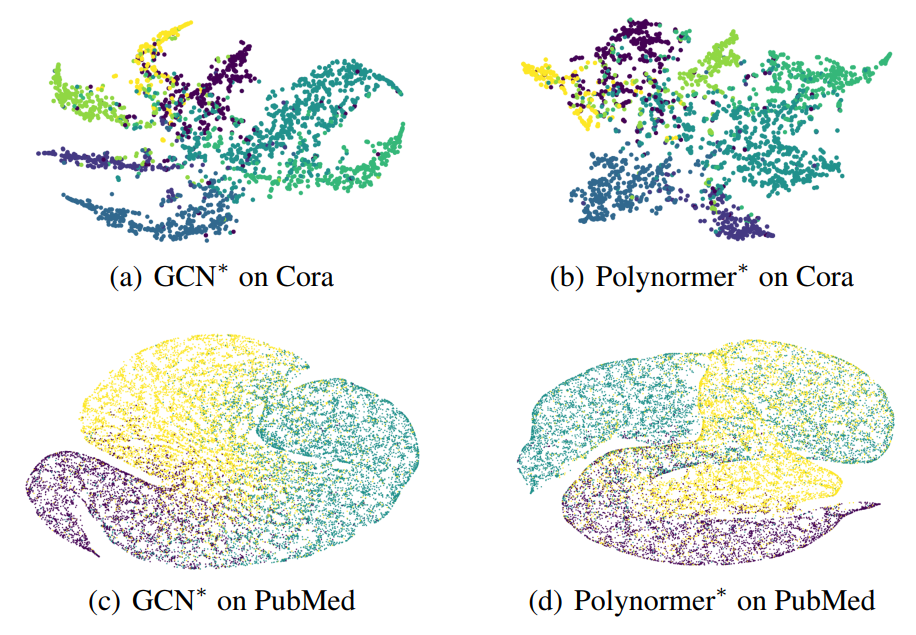 (a) GCN* on Cora
(b) Polynormer* on Cora
(c) GCN* on PubMed
(d) Polynormer* on PubMed